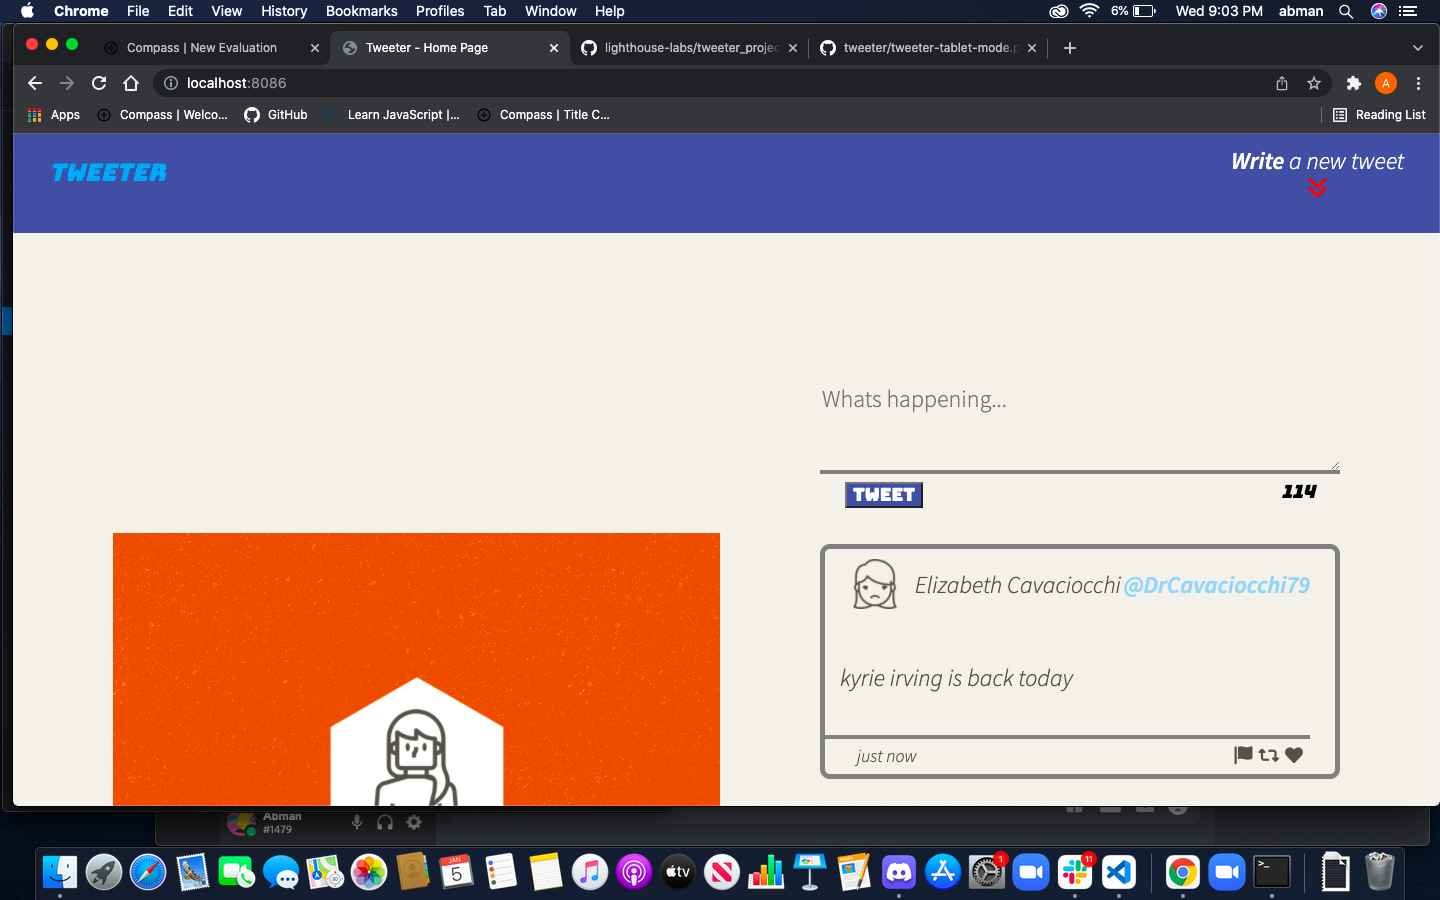 Chrome File Edit View History Bookmarks Profiles Tab Window Help 6% Wed 9:03 PM abman
Compass | New Evaluation Tweeter - Home Page lighthouse-labs/tweeter_projec tweeter/tweeter-tablet-mode.p
localhost:8086 A
Apps Compass | Welco... GitHub Learn JavaScript |... Compass | Title C... Reading List
TWEETER
Write a new tweet
Whats happening...
TWEET 114
Elizabeth Cavaciocchi @DrCavaciocchi79
kyrie irving is back today
just now
Abman
#1479
JAN
5
tv
1
11
>_